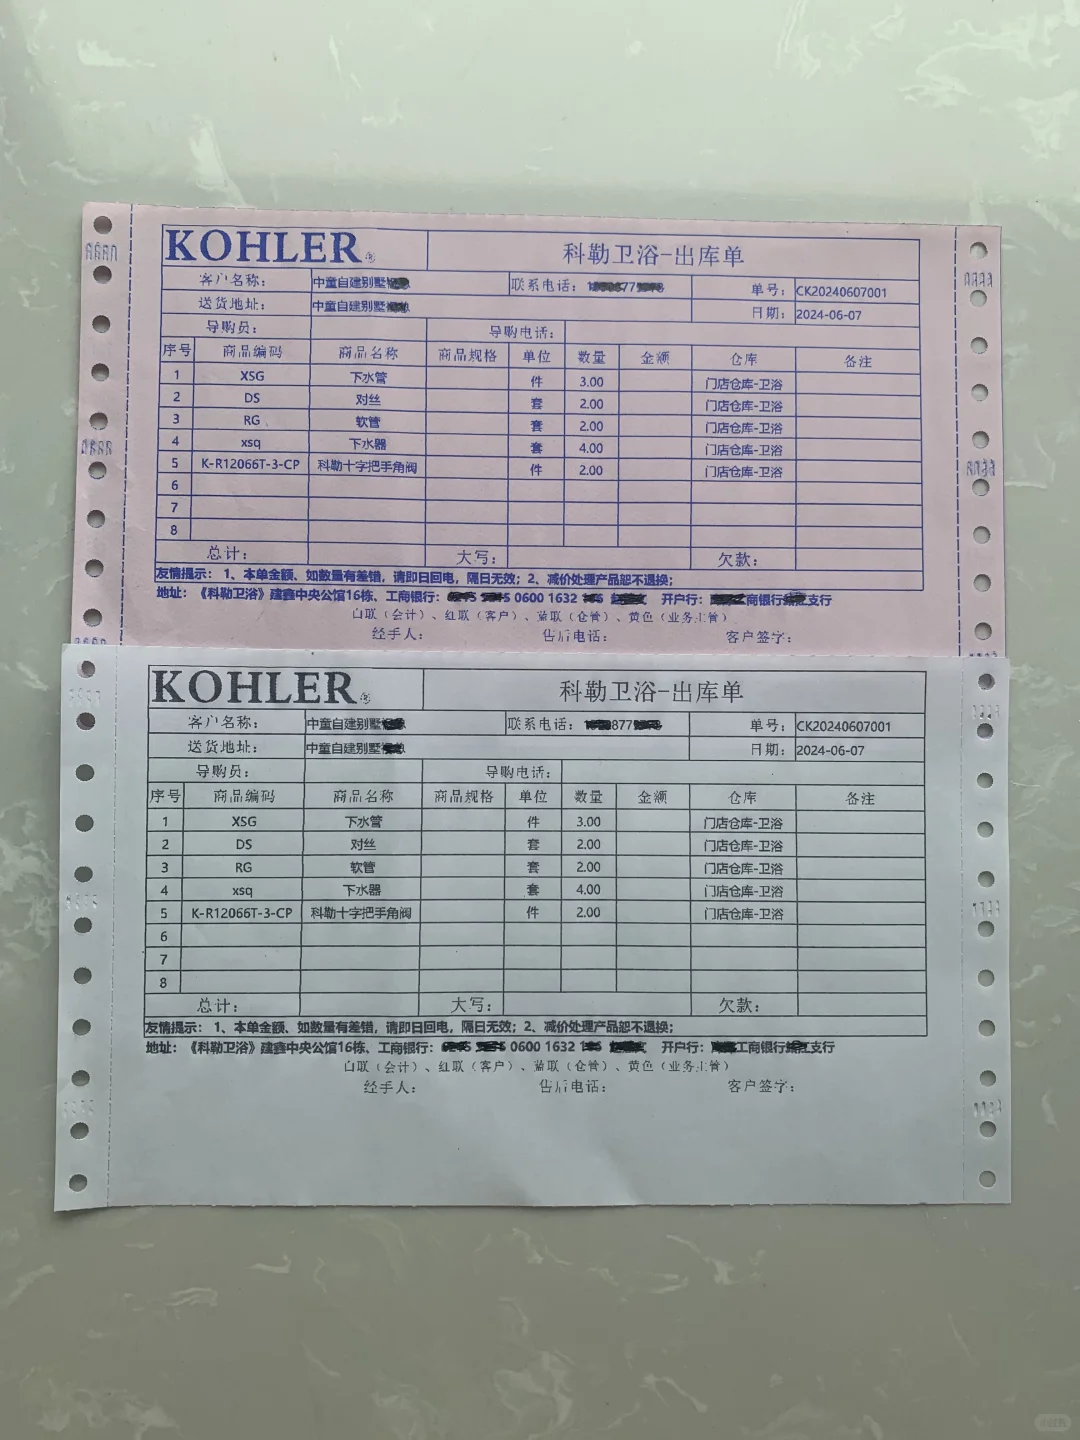 KOHLER 科勒卫浴-出库单
客户名称： 中童自建别墅 联系电话： 单号： CK20240607001
送货地址： 中童自建别墅 日期： 2024-06-07
导购员： 导购电话：
序号 商品编码 商品名称 商品规格 单位 数量 金额 仓库 备注
1 XSG 下水管 件 3.00 门店仓库-卫浴
2 DS 对丝 套 2.00 门店仓库-卫浴
3 RG 软管 套 2.00 门店仓库-卫浴
4 xsq 下水器 套 4.00 门店仓库-卫浴
5 K-R12066T-3-CP 科勒十字把手角阀 件 2.00 门店仓库-卫浴
6
7
8
总计： 大写： 欠款：
友情提示： 1、本单金额、如数量有差错，请即日回电，隔日无效；2、减价处理产品恕不退换；
地址： 《科勒卫浴》建鑫中央公馆16栋、工商银行： 0600 1632 开户行： 工商银行 支行
白联（会计）、红联（客户）、蓝联（仓管）、黄色（业务主管）
经手人： 售后电话： 客户签字：
KOHLER 科勒卫浴-出库单
客户名称： 中童自建别墅 联系电话： 877 单号： CK20240607001
送货地址： 中童自建别墅 日期： 2024-06-07
导购员： 导购电话：
序号 商品编码 商品名称 商品规格 单位 数量 金额 仓库 备注
1 XSG 下水管 件 3.00 门店仓库-卫浴
2 DS 对丝 套 2.00 门店仓库-卫浴
3 RG 软管 套 2.00 门店仓库-卫浴
4 xsq 下水器 套 4.00 门店仓库-卫浴
5 K-R12066T-3-CP 科勒十字把手角阀 件 2.00 门店仓库-卫浴
6
7
8
总计： 大写： 欠款：
友情提示： 1、本单金额、如数量有差错，请即日回电，隔日无效；2、减价处理产品恕不退换；
地址： 《科勒卫浴》建鑫中央公馆16栋、工商银行： 0600 1632 开户行： 工商银行 支行
白联（会计）、红联（客户）、蓝联（仓管）、黄色（业务主管）
经手人： 售后电话： 客户签字：